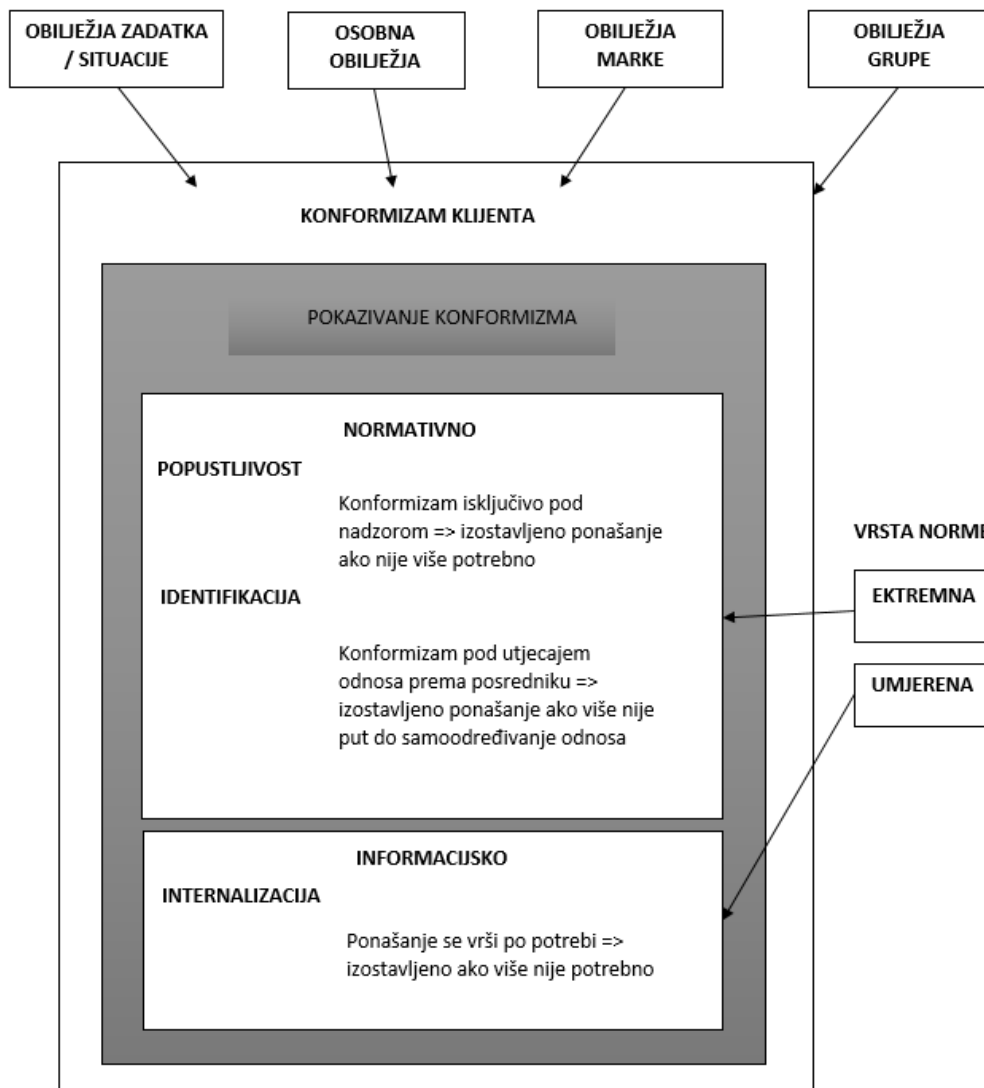 OBILJEŽJA ZADATKA
/ SITUACIJE
OSOBNA
OBILJEŽJA
OBILJEŽJA
MARKE
OBILJEŽJA
GRUPE
KONFORMIZAM KLIJENTA
POKAZIVANJE KONFORMIZMA
NORMATIVNO
POPUSTLJIVOST
Konformizam isključivo pod
nadzorom => izostavljeno ponašanje
ako nije više potrebno
IDENTIFIKACIJA
Konformizam pod utjecajem
odnosa prema posredniku =>
izostavljeno ponašanje ako više nije
put do samoodređivanje odnosa
VRSTA NORME
EKTREMNA
UMJERENA
INFORMACIJSKO
INTERNALIZACIJA
Ponašanje se vrši po potrebi =>
izostavljeno ako više nije potrebno